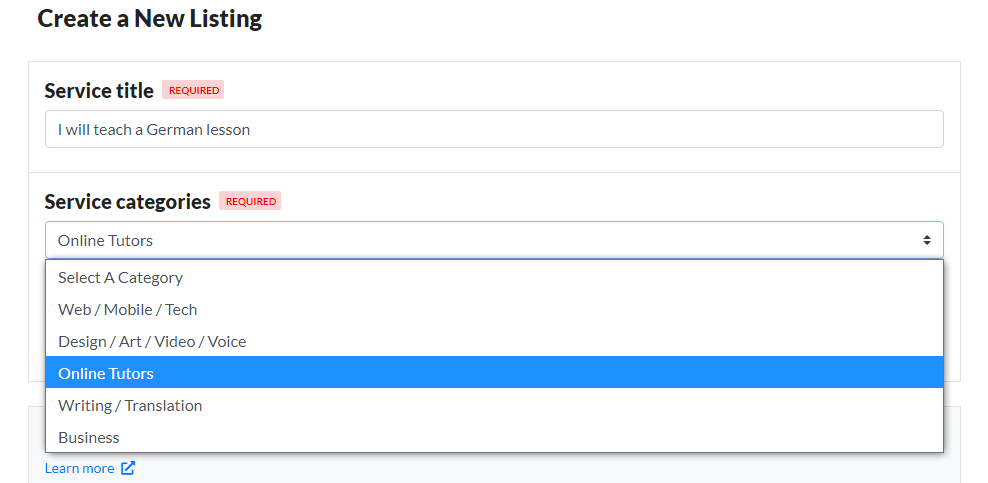 Create a New Listing
Service title REQUIRED
I will teach a German lesson
Service categories REQUIRED
Online Tutors
Select A Category
Web / Mobile / Tech
Design / Art / Video / Voice
Online Tutors
Writing / Translation
Business
Learn more